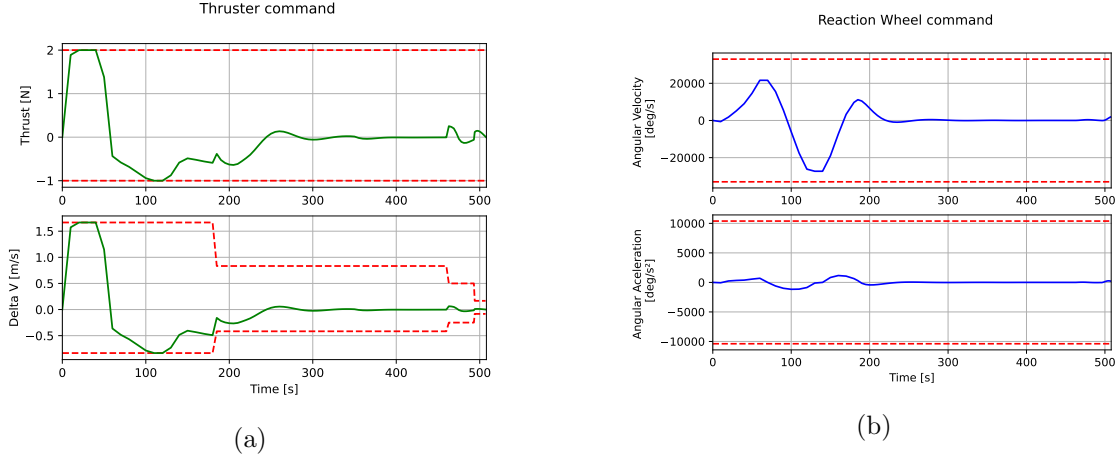 Thruster command
2
1
0
−1
Thrust [N]
0 100 200 300 400 500
1.5
1.0
0.5
0.0
−0.5
Delta V [m/s]
0 100 200 300 400 500
Time [s]
(a)
Reaction Wheel command
20000
0
−20000
Angular Velocity
[deg/s]
0 100 200 300 400 500
10000
5000
0
−5000
−10000
Angular Aceleration
[deg/s²]
0 100 200 300 400 500
Time [s]
(b)